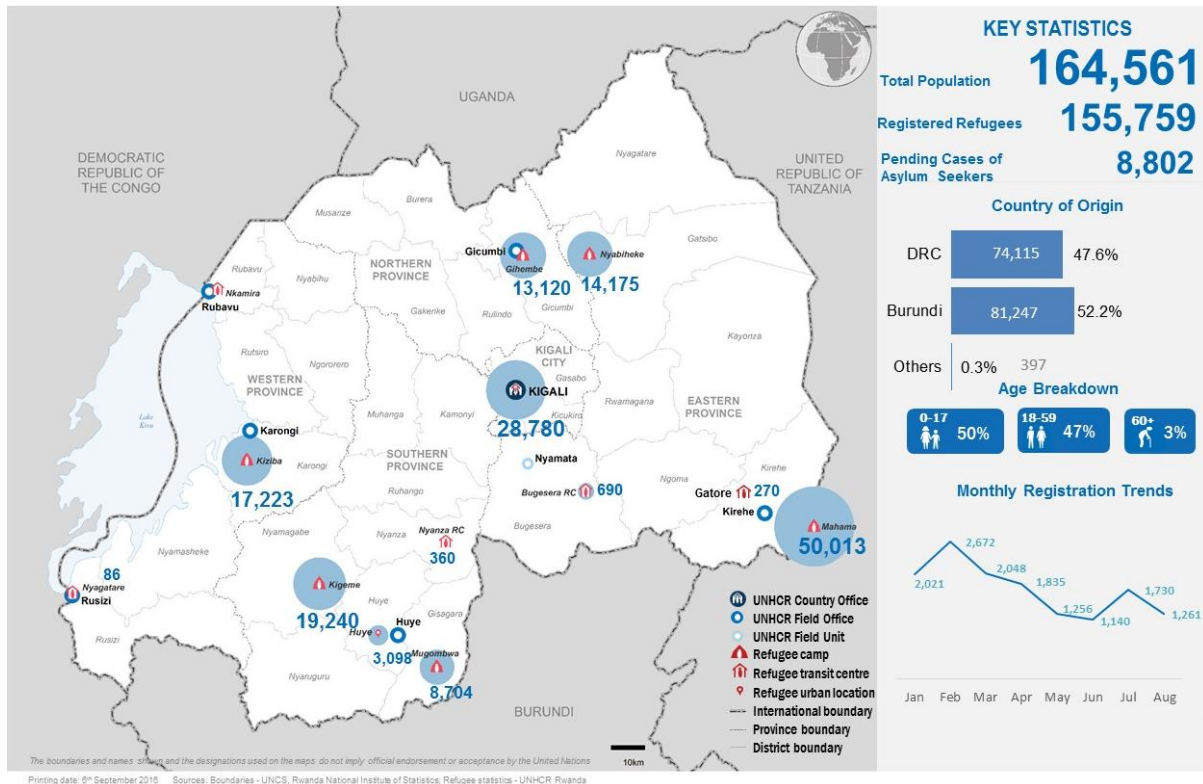 UGANDA
DEMOCRATIC
REPUBLIC OF
THE CONGO
UNITED
REPUBLIC OF
TANZANIA
Nyagatare
Burera
Musanze
Gicumbi
Gihembe
13,120
Nyabiheke
14,175
Gatsibo
NORTHERN
PROVINCE
Rubavu
Nyabihu
Nkamira
Rubavu
Gakenke
Rulindo
Gicumbi
Kayonza
Rutsiro
Ngororero
KIGALI
CITY
Gasabo
WESTERN
PROVINCE
KIGALI
Kicukiro
28,780
Rwamagana
EASTERN
PROVINCE
Muhanga
Kamonyi
Lake
Kivu
Karongi
Kiziba
Karongi
17,223
SOUTHERN
PROVINCE
Ruhango
Nyamata
Bugesera RC
690
Ngoma
Kirehe
Gatore
270
Kirehe
Mahama
50,013
Bugesera
Nyamagabe
Nyanza
Nyanza RC
360
Nyamasheke
86
Nyagatare
Rusizi
Rusizi
Kigeme
19,240
Huye
Gisagara
Huye
Huye
3,098
Mugombwa
8,704
Nyaruguru
BURUNDI
UNHCR Country Office
UNHCR Field Office
UNHCR Field Unit
Refugee camp
Refugee transit centre
Refugee urban location
International boundary
Province boundary
District boundary
10km
The boundaries and names shown and the designations used on the maps do not imply official endorsement or acceptance by the United Nations
Printing date: 6th September 2016 Sources: Boundaries - UNCS, Rwanda National Institute of Statistics; Refugee statistics - UNHCR Rwanda
KEY STATISTICS
Total Population 164,561
Registered Refugees 155,759
Pending Cases of
Asylum Seekers 8,802
Country of Origin
DRC 74,115 47.6%
Burundi 81,247 52.2%
Others 0.3% 397
Age Breakdown
0-17 50%
18-59 47%
60+ 3%
Monthly Registration Trends
2,021
2,672
2,048
1,835
1,256
1,140
1,730
1,261
Jan Feb Mar Apr May Jun Jul Aug